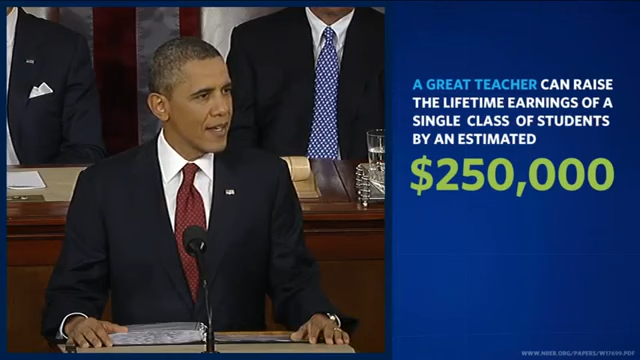 A GREAT TEACHER CAN RAISE
THE LIFETIME EARNINGS OF A
SINGLE CLASS OF STUDENTS
BY AN ESTIMATED
$250,000
WWW.NBER.ORG/PAPERS/W17699.PDF